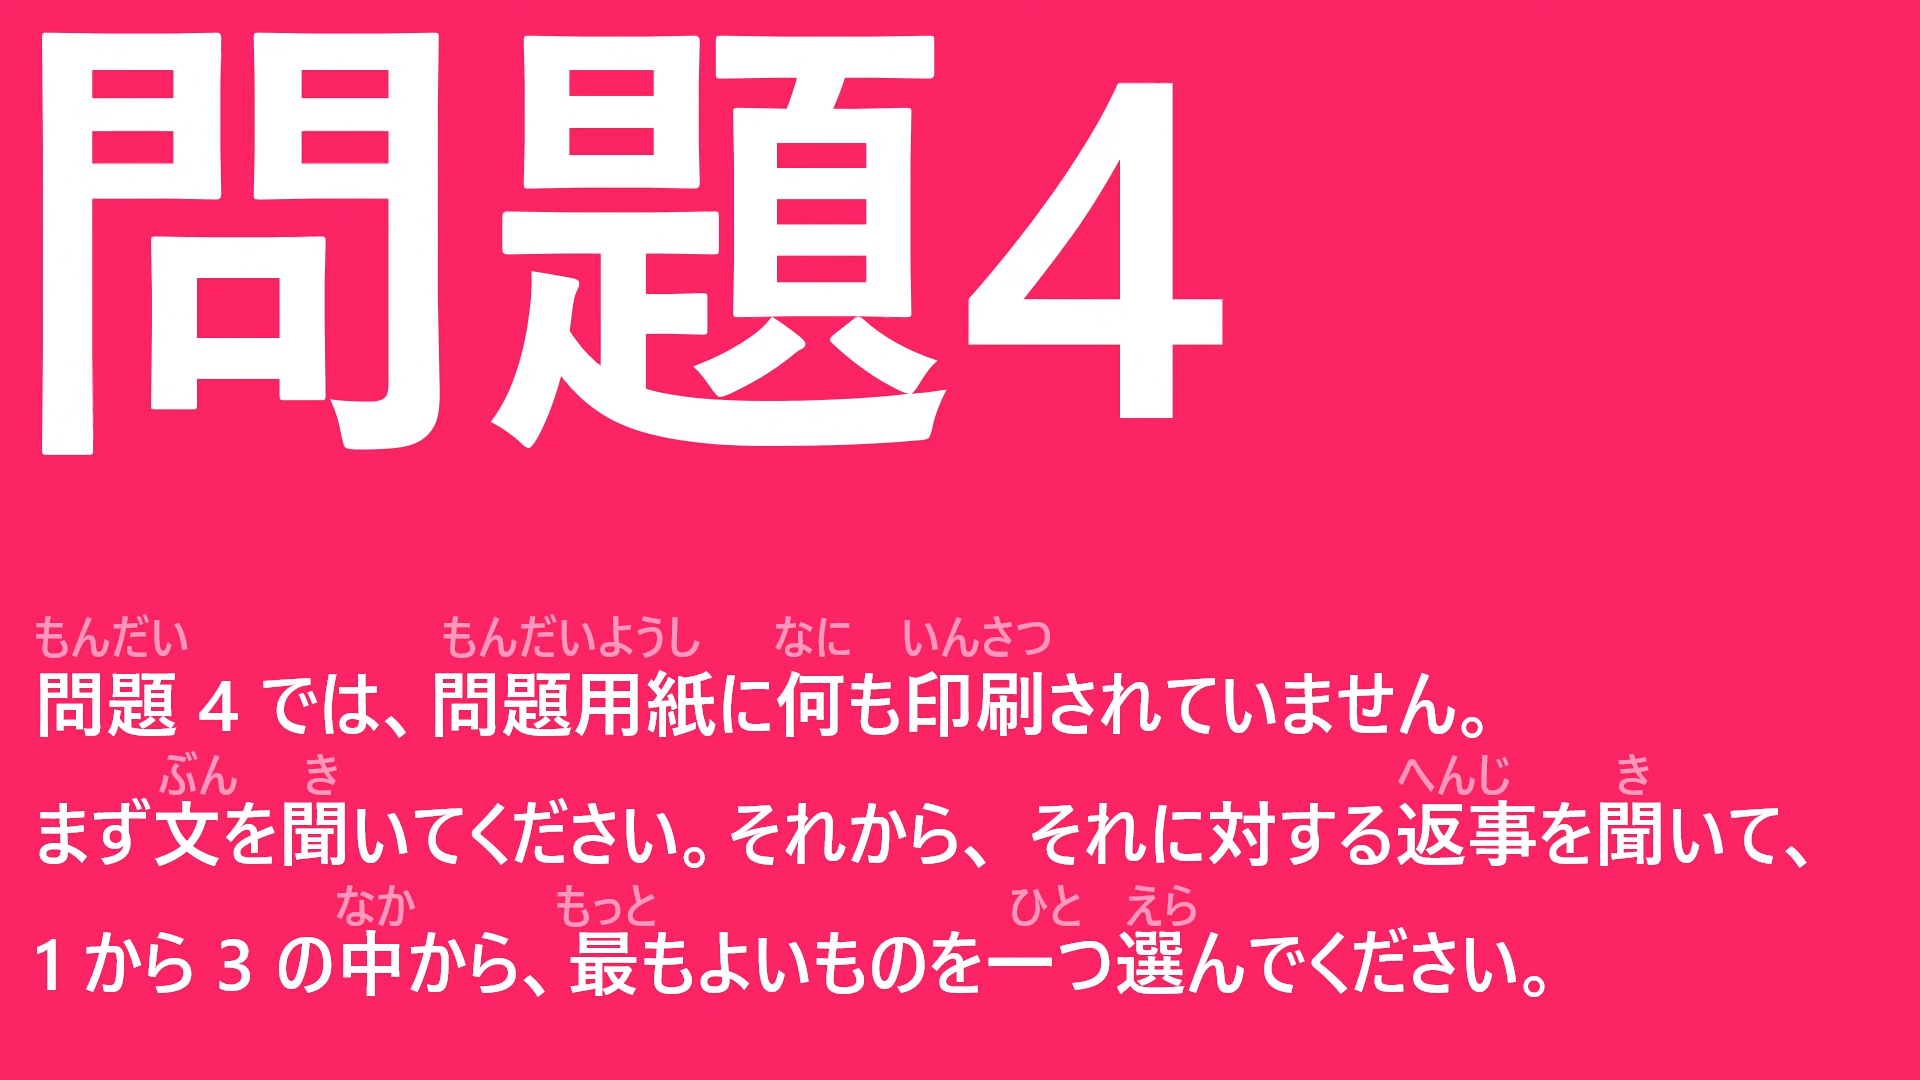 問題4
もんだい もんだいようし なに いんさつ
問題 4 では、問題用紙に何も印刷されていません。
ぶん き へんじ き
まず文を聞いてください。それから、それに対する返事を聞いて、
なか もっと ひと えら
1 から 3 の中から、最もよいものを一つ選んでください。